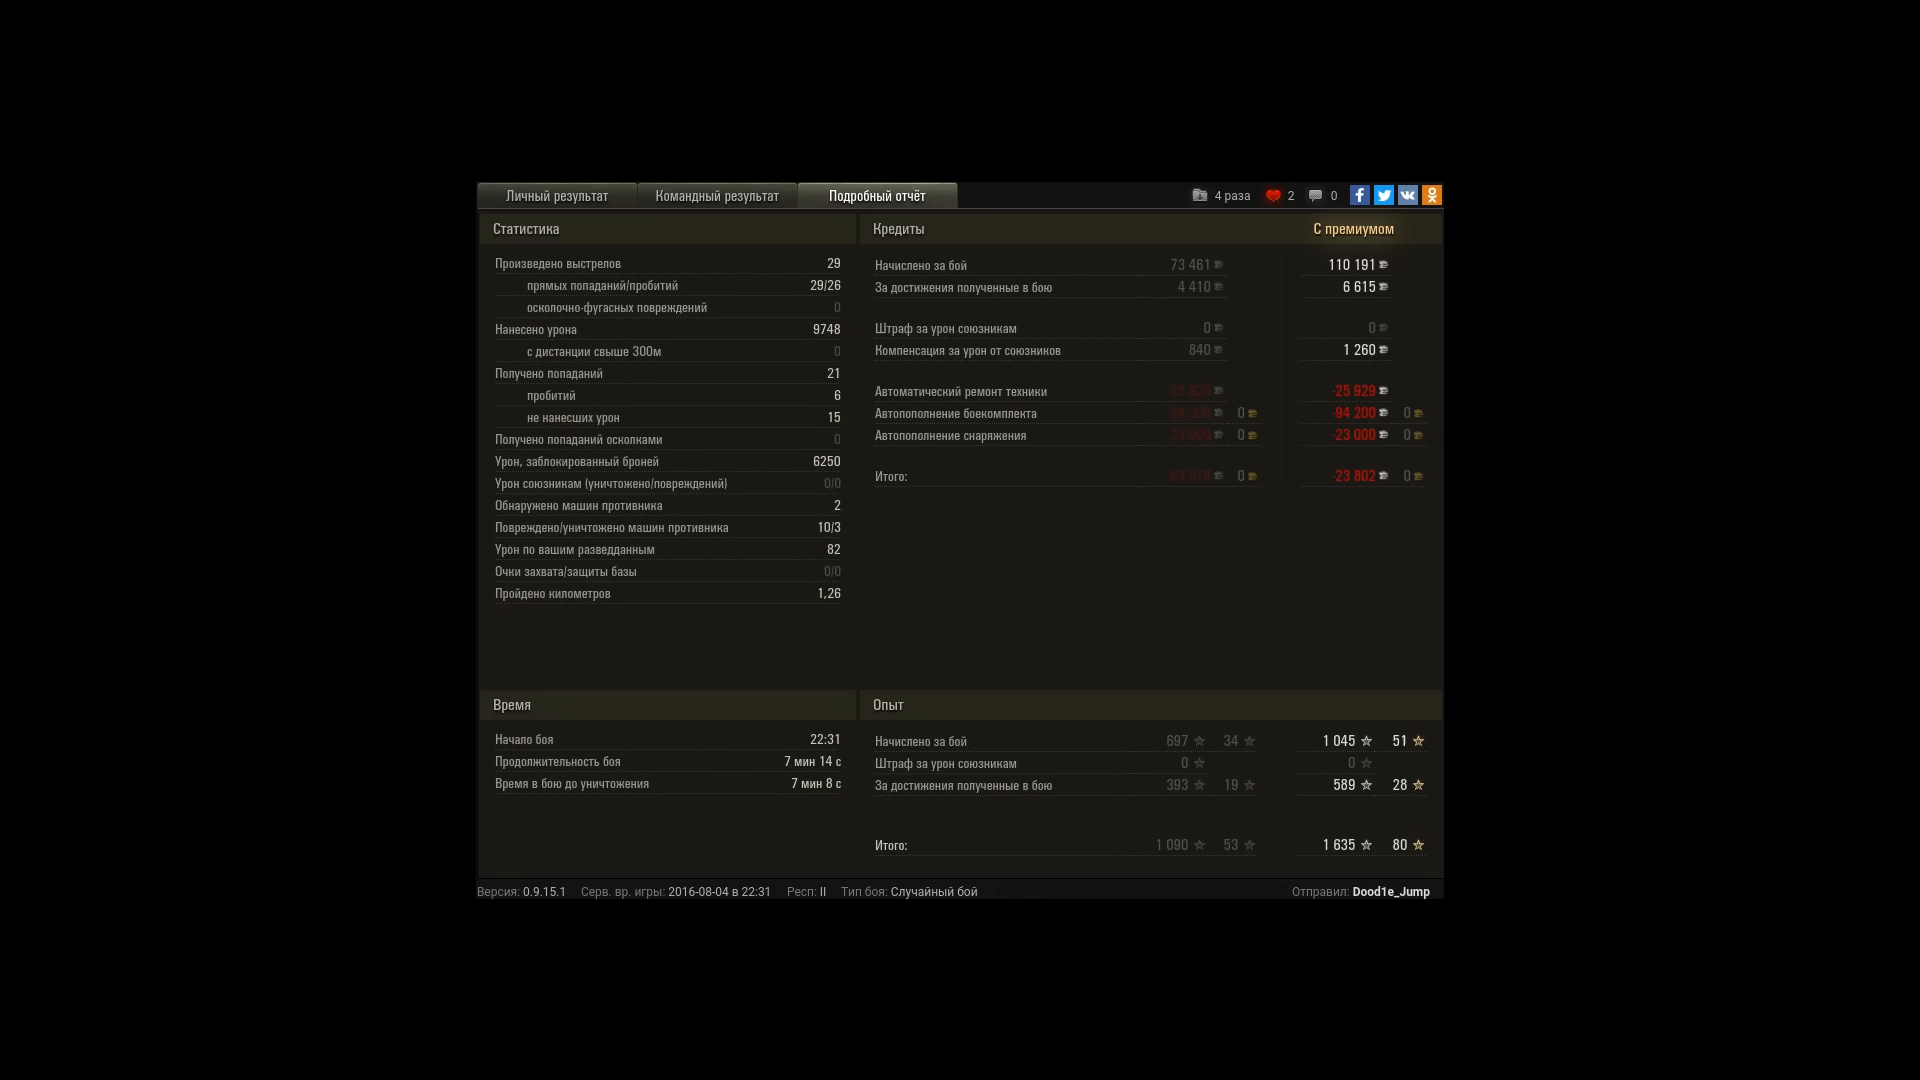 Личный результат Командный результат Подробный отчёт 4 раза 2 0
Статистика
Произведено выстрелов 29
прямых попаданий/пробитий 29/26
осколочно-фугасных повреждений 0
Нанесено урона 9748
с дистанции свыше 300м 0
Получено попаданий 21
пробитий 6
не нанесших урон 15
Получено попаданий осколками 0
Урон, заблокированный броней 6250
Урон союзникам (уничтожено/повреждений) 0/0
Обнаружено машин противника 2
Повреждено/уничтожено машин противника 10/3
Урон по вашим разведданным 82
Очки захвата/защиты базы 0/0
Пройдено километров 1,26
Кредиты С премиумом
Начислено за бой 73 461 110 191
За достижения полученные в бою 4 410 6 615
Штраф за урон союзникам 0 0
Компенсация за урон от союзников 840 1 260
Автоматический ремонт техники -25 929 -25 929
Автопополнение боекомплекта -94 200 0 -94 200 0
Автопополнение снаряжения -23 000 0 -23 000 0
Итого: 0 -23 802 0
Время
Начало боя 22:31
Продолжительность боя 7 мин 14 с
Время в бою до уничтожения 7 мин 8 с
Опыт
Начислено за бой 697 34 1 045 51
Штраф за урон союзникам 0 0
За достижения полученные в бою 393 19 589 28
Итого: 1 090 53 1 635 80
Версия: 0.9.15.1 Серв. вр. игры: 2016-08-04 в 22:31 Респ: II Тип боя: Случайный бой Отправил: Dood1e_Jump